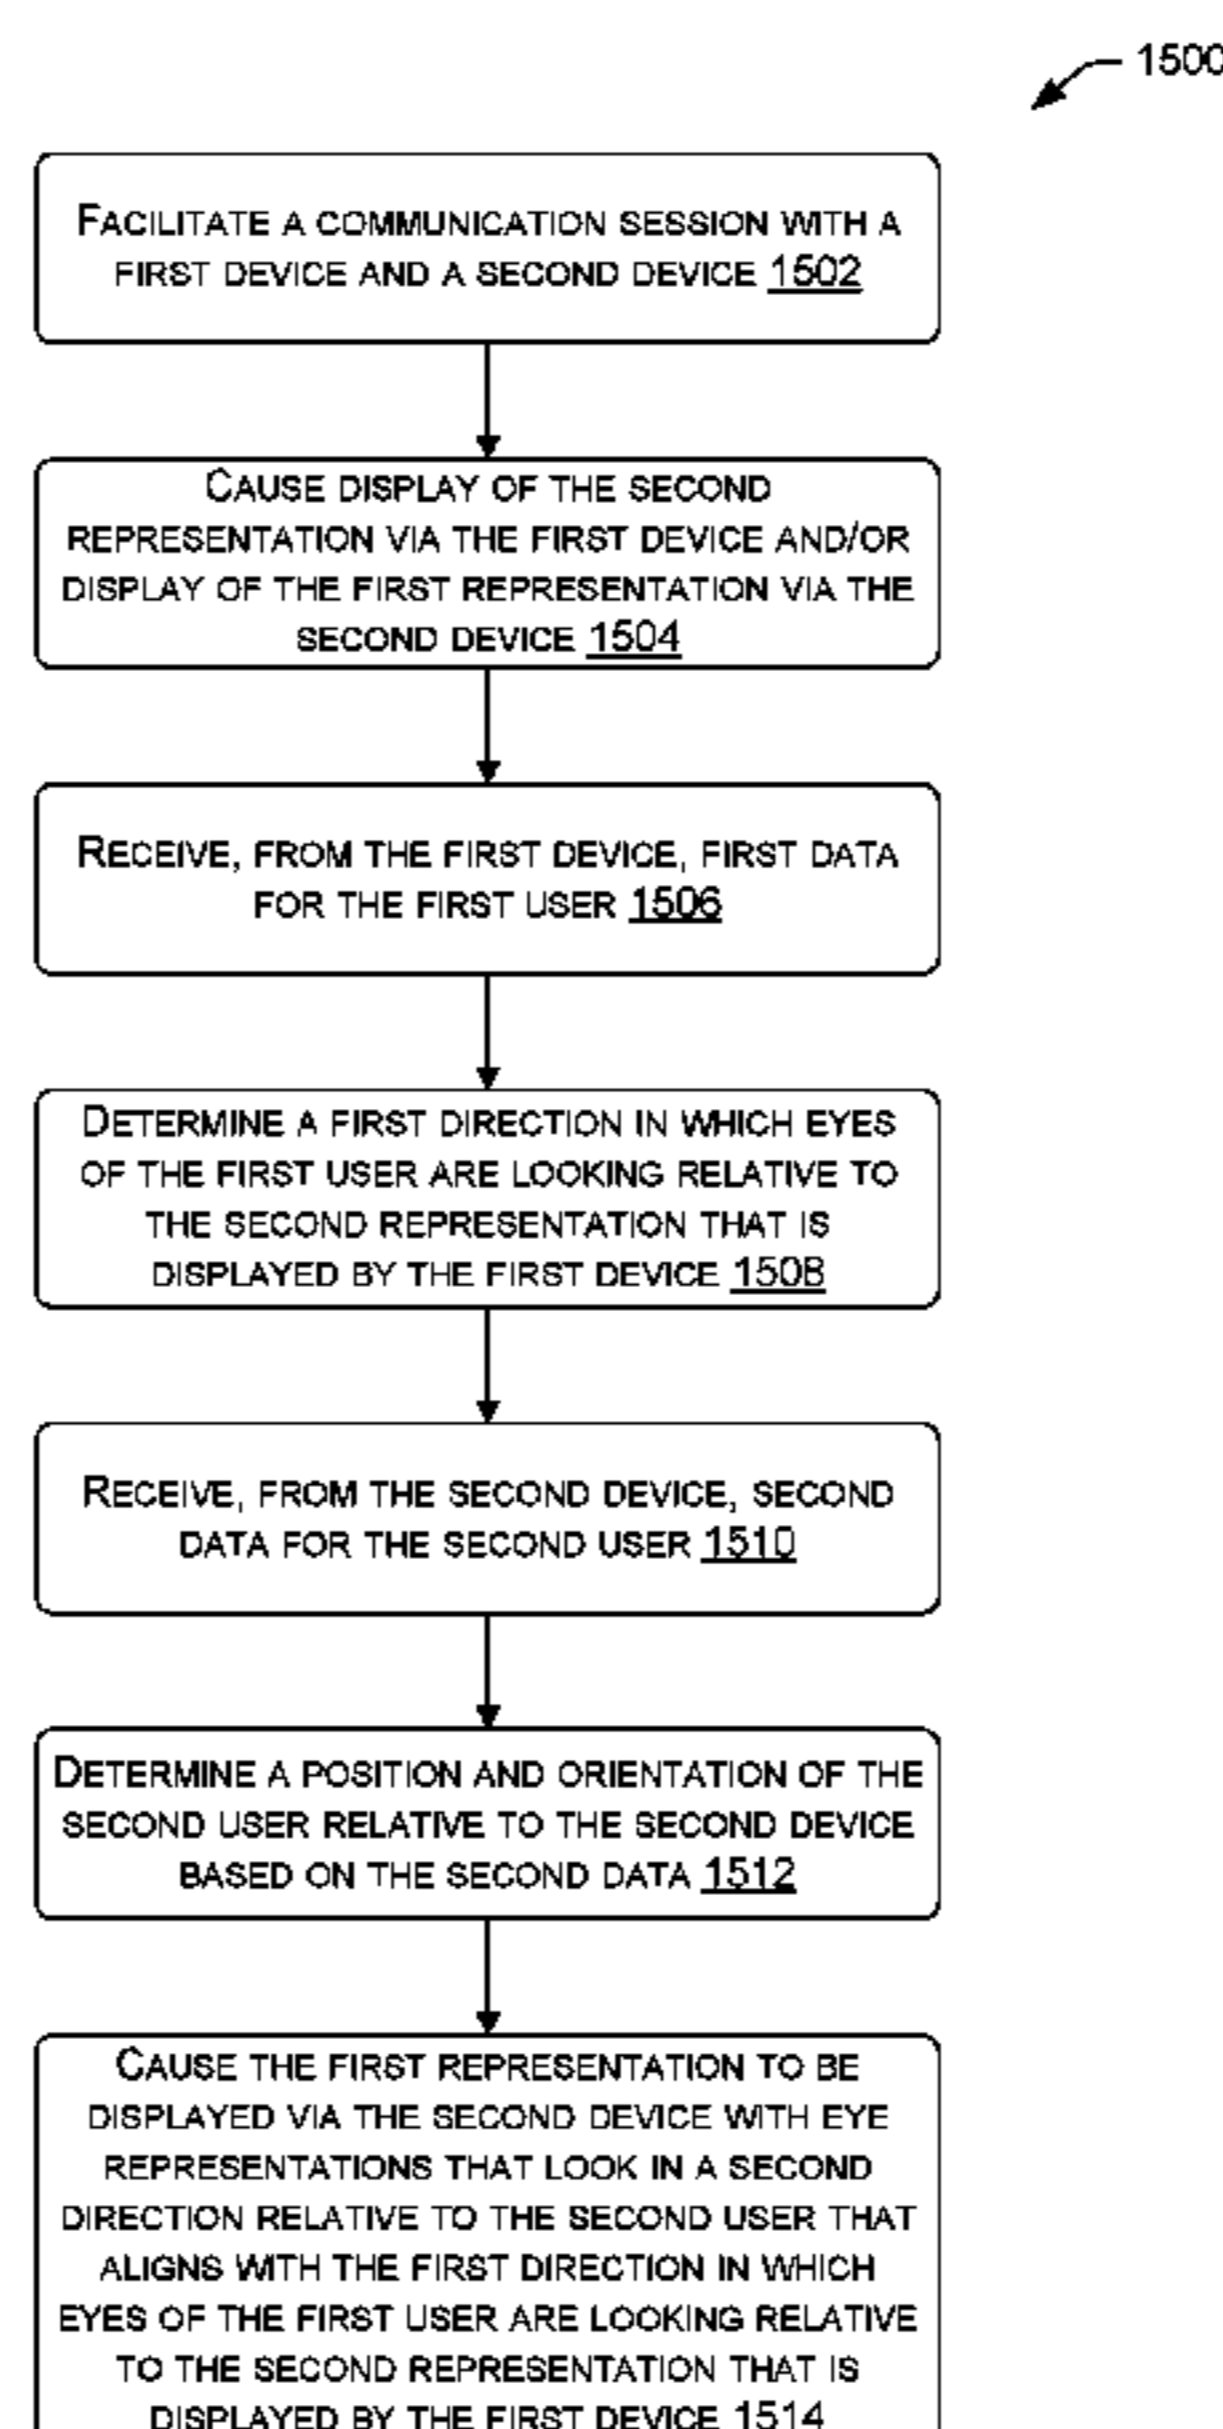 1500
FACILITATE A COMMUNICATION SESSION WITH A
FIRST DEVICE AND A SECOND DEVICE 1502
CAUSE DISPLAY OF THE SECOND
REPRESENTATION VIA THE FIRST DEVICE AND/OR
DISPLAY OF THE FIRST REPRESENTATION VIA THE
SECOND DEVICE 1504
RECEIVE, FROM THE FIRST DEVICE, FIRST DATA
FOR THE FIRST USER 1506
DETERMINE A FIRST DIRECTION IN WHICH EYES
OF THE FIRST USER ARE LOOKING RELATIVE TO
THE SECOND REPRESENTATION THAT IS
DISPLAYED BY THE FIRST DEVICE 1508
RECEIVE, FROM THE SECOND DEVICE, SECOND
DATA FOR THE SECOND USER 1510
DETERMINE A POSITION AND ORIENTATION OF THE
SECOND USER RELATIVE TO THE SECOND DEVICE
BASED ON THE SECOND DATA 1512
CAUSE THE FIRST REPRESENTATION TO BE
DISPLAYED VIA THE SECOND DEVICE WITH EYE
REPRESENTATIONS THAT LOOK IN A SECOND
DIRECTION RELATIVE TO THE SECOND USER THAT
ALIGNS WITH THE FIRST DIRECTION IN WHICH
EYES OF THE FIRST USER ARE LOOKING RELATIVE
TO THE SECOND REPRESENTATION THAT IS
DISPLAYED BY THE FIRST DEVICE 1514